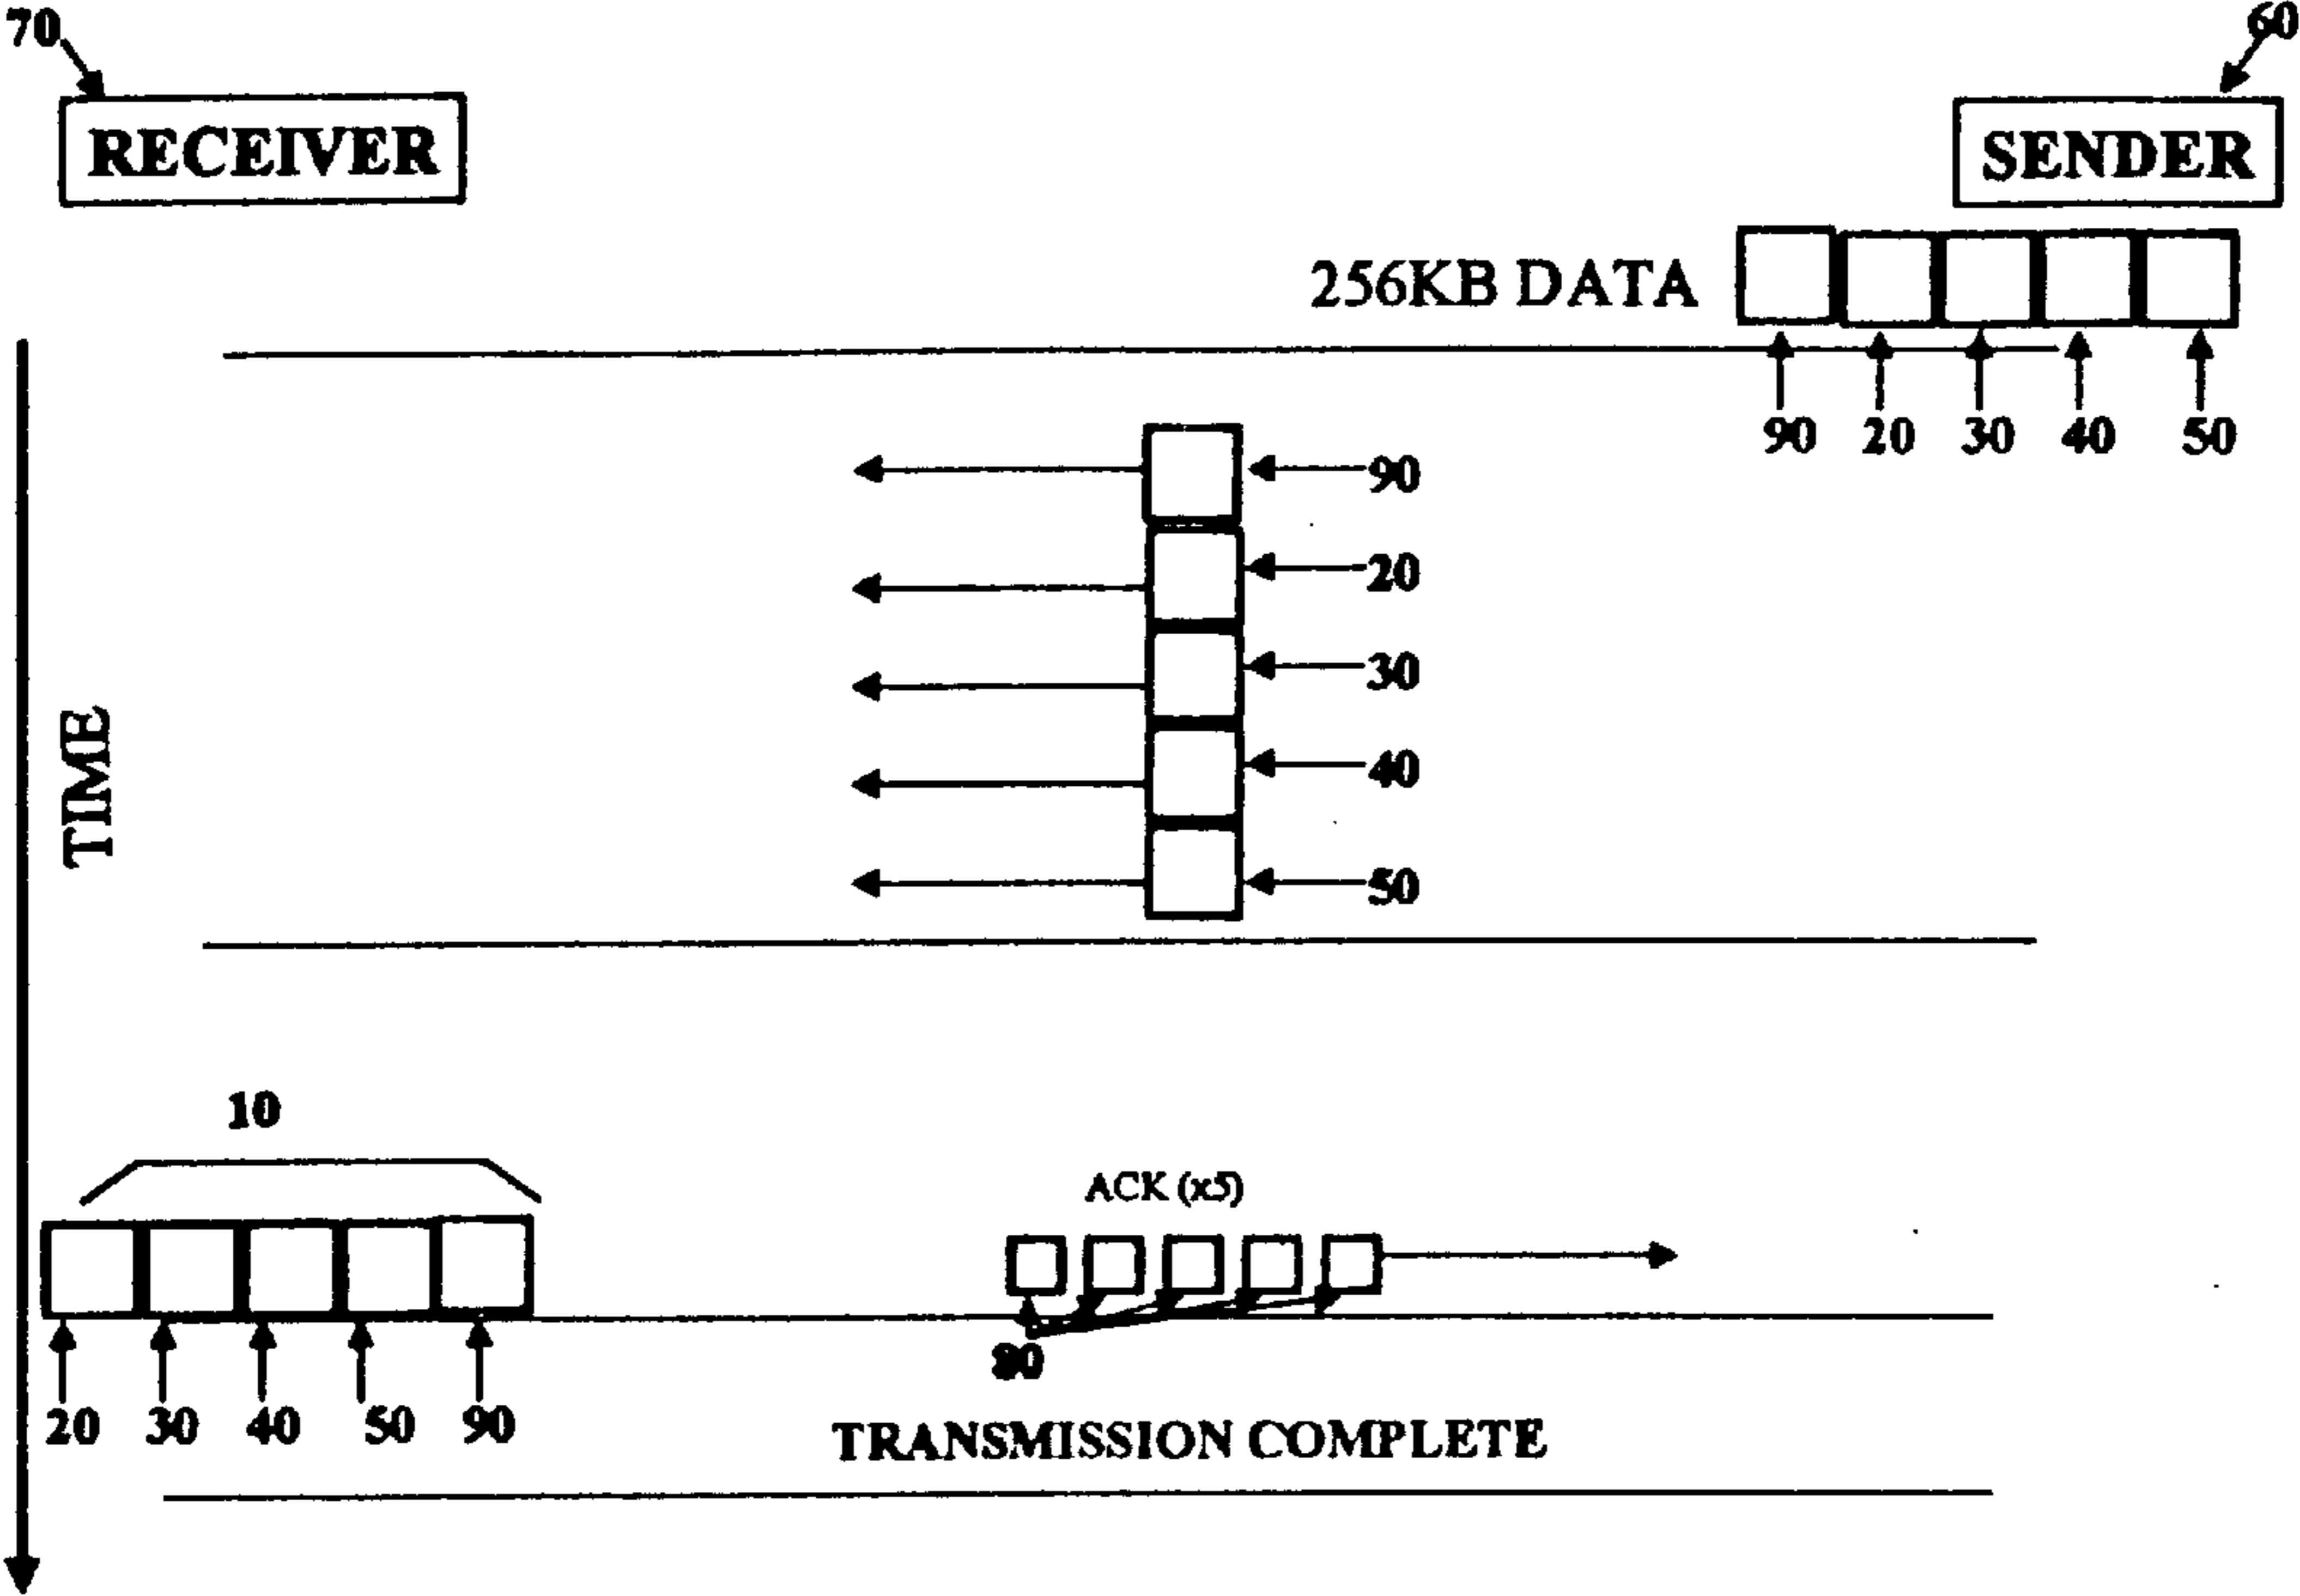 70
60
RECEIVER
SENDER
256KB DATA
90 20 30 40 50
90
20
30
40
50
TIME
10
ACK (x5)
80
20 30 40 50 90
TRANSMISSION COMPLETE